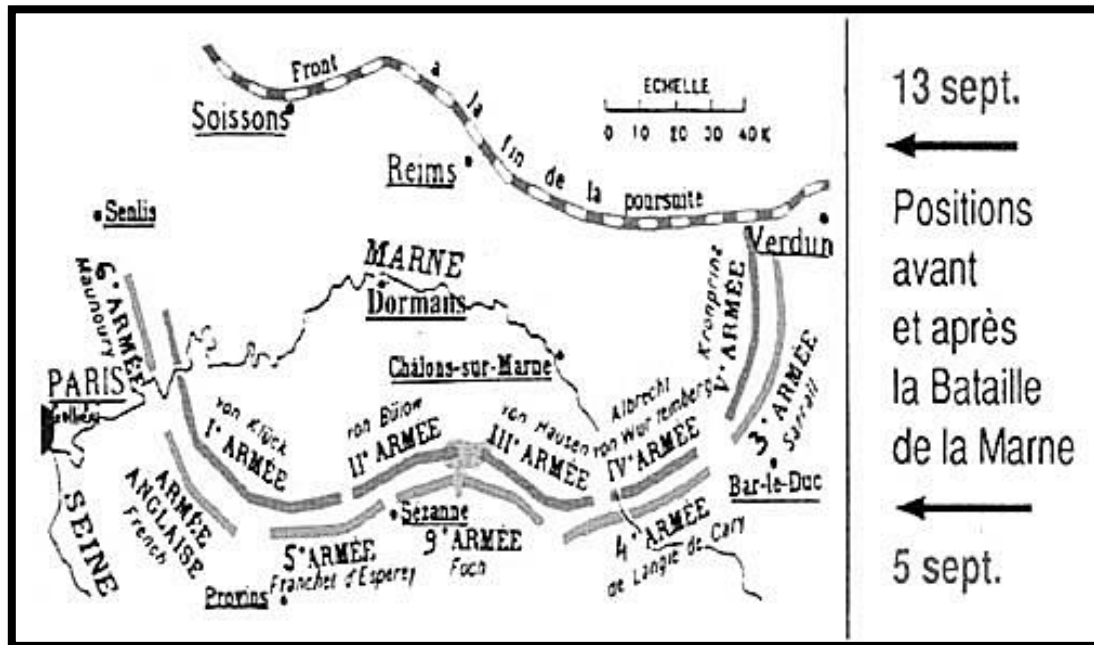 Front à la fin de la poursuite
Soissons
ECHELLE
0 10 20 30 40K
Reims
Senlis
Verdun
MARNE
Dormans
Châlons-sur-Marne
6e ARMÉE
Maunoury
PARIS
SEINE
von Klück
Ie ARMÉE
von Bülow
IIe ARMÉE
von Hausen
IIIe ARMÉE
Albrecht
von Wurtemberg
IVe ARMÉE
Kronprinz
Ve ARMÉE
3e ARMÉE
Sarrail
Bar-le-Duc
ARMÉE
ANGLAISE
French
Sézanne
5e ARMÉE
Franchet d'Esperey
9e ARMÉE
Foch
4e ARMÉE
de Langle de Cary
Provins
13 sept.
Positions
avant
et après
la Bataille
de la Marne
5 sept.